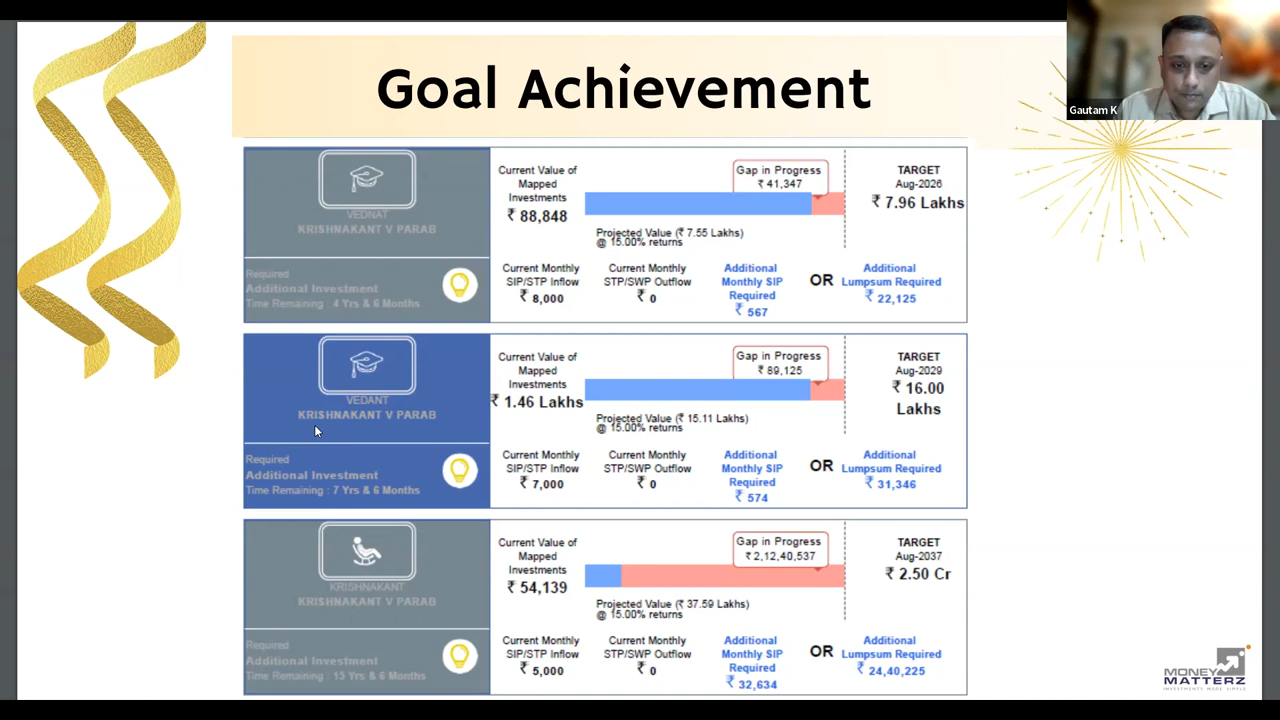 Goal Achievement
Gautam K
VEDNAT
KRISHNAKANT V PARAB
Required
Additional Investment
Time Remaining : 4 Yrs & 6 Months
Current Value of
Mapped
Investments
₹ 88,848
Gap in Progress
₹ 41,347
Projected Value (₹ 7.55 Lakhs)
@ 15.00% returns
TARGET
Aug-2026
₹ 7.96 Lakhs
Current Monthly
SIP/STP Inflow
₹ 8,000
Current Monthly
STP/SWP Outflow
₹ 0
Additional
Monthly SIP
Required
₹ 567
OR
Additional
Lumpsum Required
₹ 22,125
VEDANT
KRISHNAKANT V PARAB
Required
Additional Investment
Time Remaining : 7 Yrs & 6 Months
Current Value of
Mapped
Investments
₹ 1.46 Lakhs
Gap in Progress
₹ 89,125
Projected Value (₹ 15.11 Lakhs)
@ 15.00% returns
TARGET
Aug-2029
₹ 16.00
Lakhs
Current Monthly
SIP/STP Inflow
₹ 7,000
Current Monthly
STP/SWP Outflow
₹ 0
Additional
Monthly SIP
Required
₹ 574
OR
Additional
Lumpsum Required
₹ 31,346
KRISHNAKANT
KRISHNAKANT V PARAB
Required
Additional Investment
Time Remaining : 15 Yrs & 6 Months
Current Value of
Mapped
Investments
₹ 54,139
Gap in Progress
₹ 2,12,40,537
Projected Value (₹ 37.59 Lakhs)
@ 15.00% returns
TARGET
Aug-2037
₹ 2.50 Cr
Current Monthly
SIP/STP Inflow
₹ 5,000
Current Monthly
STP/SWP Outflow
₹ 0
Additional
Monthly SIP
Required
₹ 32,634
OR
Additional
Lumpsum Required
₹ 24,40,225
MONEY
MATTERZ
INVESTMENTS MADE SIMPLE